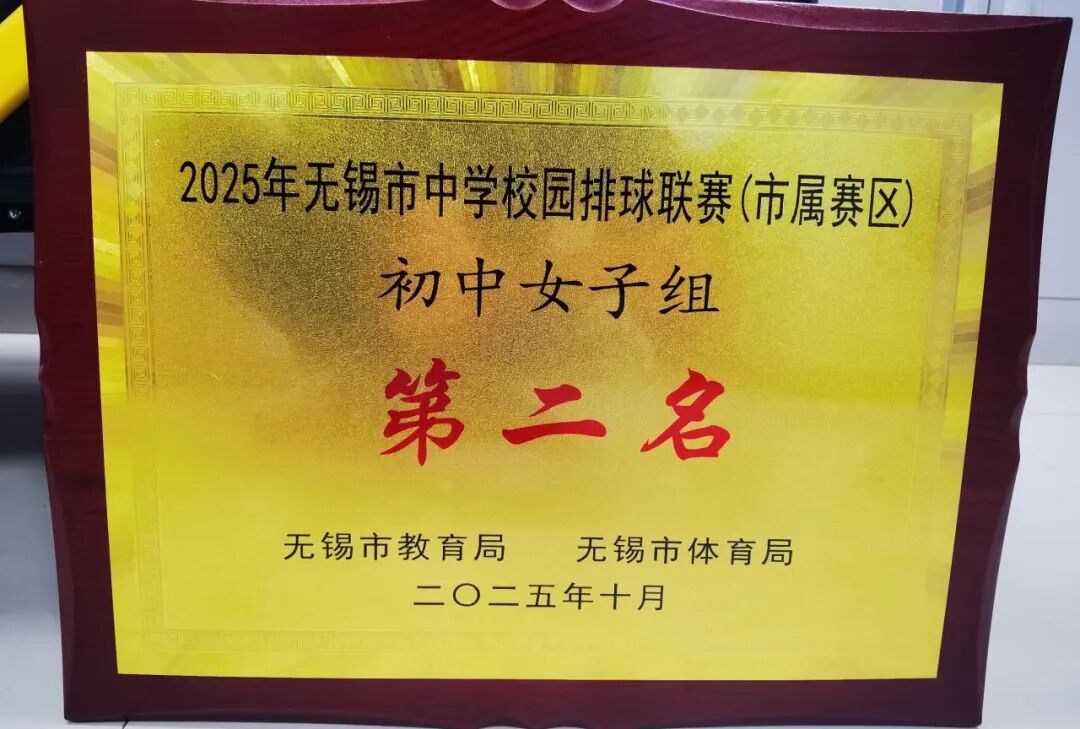 2025年无锡市中学校园排球联赛(市属赛区)
初中女子组
第二名
无锡市教育局 无锡市体育局
二〇二五年十月